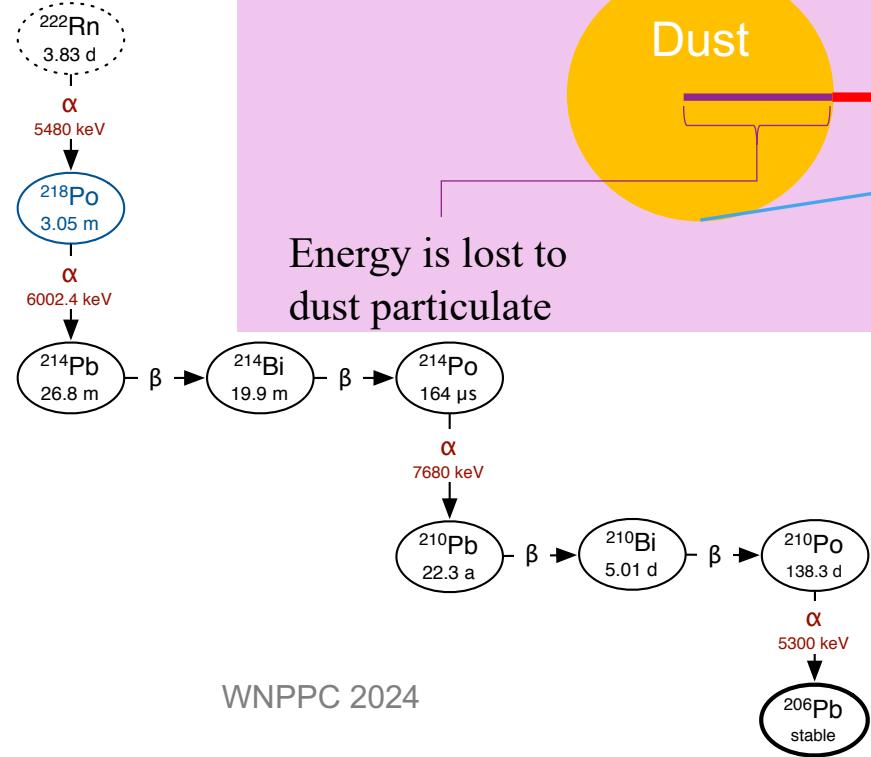 ²²²Rn
3.83 d
α
5480 keV
²¹⁸Po
3.05 m
α
6002.4 keV
Dust
Energy is lost to
dust particulate
²¹⁴Pb
26.8 m
β
²¹⁴Bi
19.9 m
β
²¹⁴Po
164 µs
α
7680 keV
²¹⁰Pb
22.3 a
β
²¹⁰Bi
5.01 d
β
²¹⁰Po
138.3 d
α
5300 keV
²⁰⁶Pb
stable
WNPPC 2024